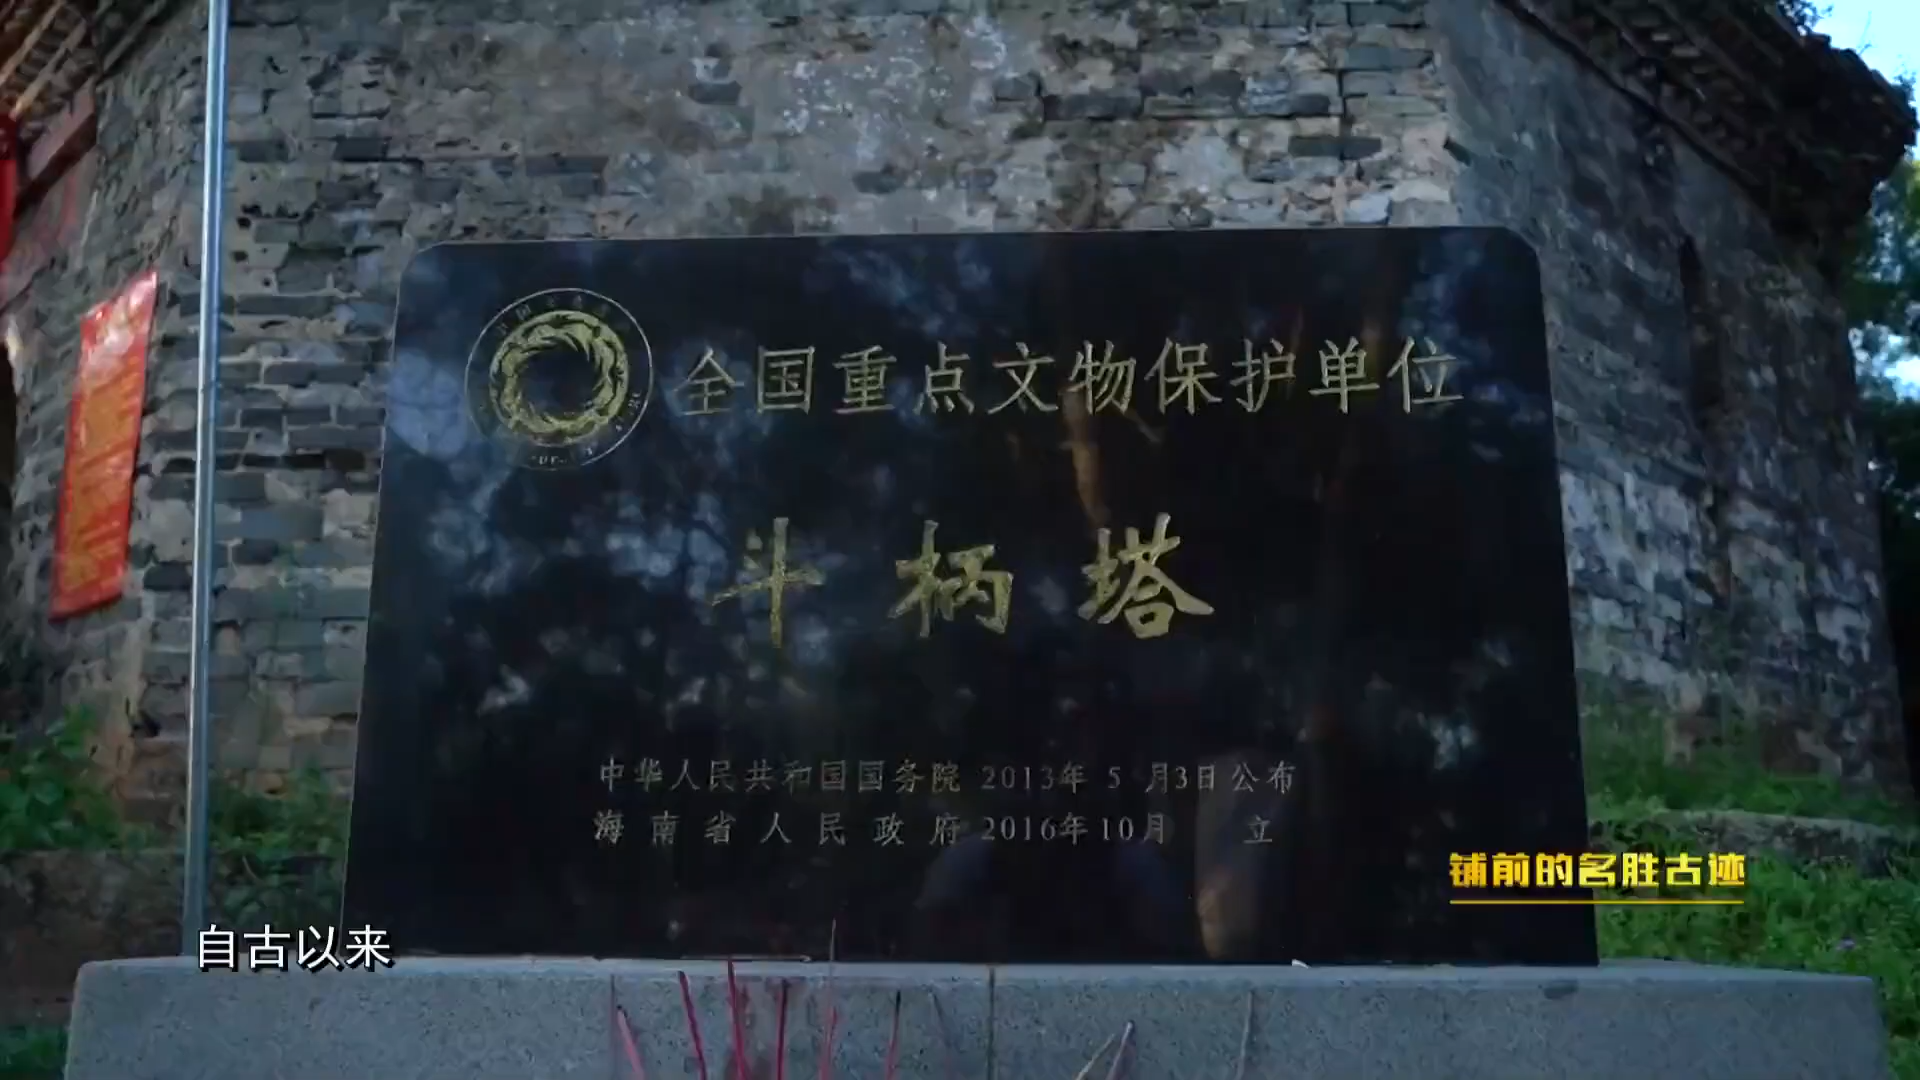 全国重点文物保护单位
斗柄塔
中华人民共和国国务院 2013年 5 月3日公布
海南省人民政府 2016年10月 立
铺前的名胜古迹
自古以来